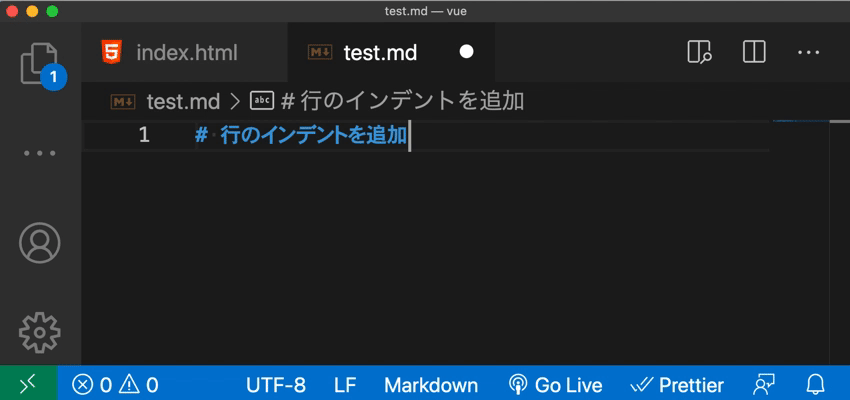 test.md — vue
index.html test.md
test.md > # 行のインデントを追加
1 # 行のインデントを追加
1
0 0 UTF-8 LF Markdown Go Live Prettier